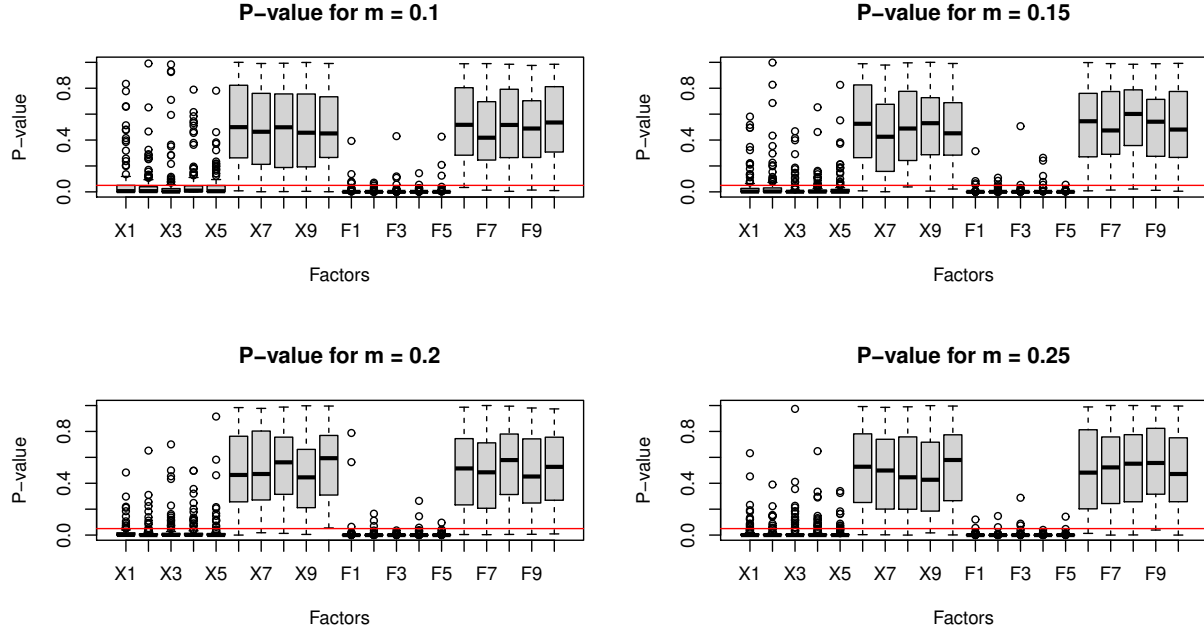 P−value for m = 0.1
P−value
0.8
0.4
0.0
X1 X3 X5 X7 X9 F1 F3 F5 F7 F9
Factors
P−value for m = 0.15
P−value
0.8
0.4
0.0
X1 X3 X5 X7 X9 F1 F3 F5 F7 F9
Factors
P−value for m = 0.2
P−value
0.8
0.4
0.0
X1 X3 X5 X7 X9 F1 F3 F5 F7 F9
Factors
P−value for m = 0.25
P−value
0.8
0.4
0.0
X1 X3 X5 X7 X9 F1 F3 F5 F7 F9
Factors